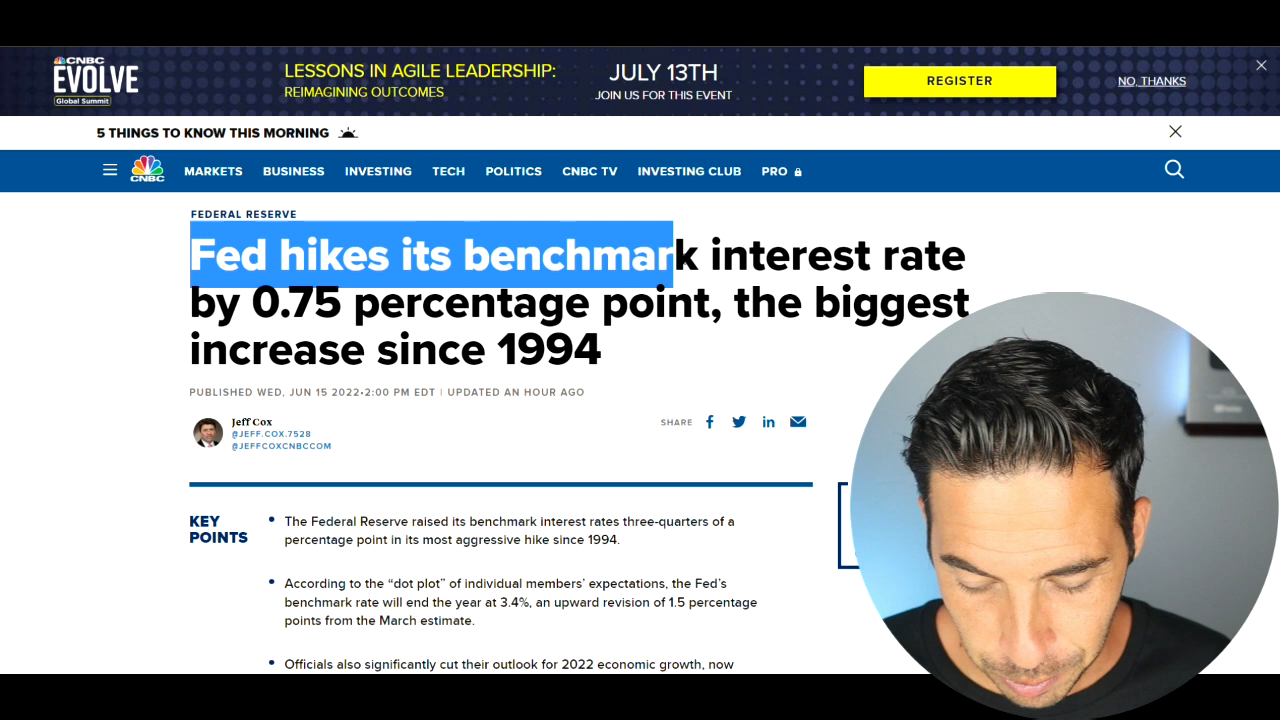 CNBC
EVOLVE
Global Summit
LESSONS IN AGILE LEADERSHIP:
REIMAGINING OUTCOMES
JULY 13TH
JOIN US FOR THIS EVENT
REGISTER
NO, THANKS
5 THINGS TO KNOW THIS MORNING
CNBC
MARKETS BUSINESS INVESTING TECH POLITICS CNBC TV INVESTING CLUB PRO
FEDERAL RESERVE
Fed hikes its benchmark interest rate
by 0.75 percentage point, the biggest
increase since 1994
PUBLISHED WED, JUN 15 2022•2:00 PM EDT | UPDATED AN HOUR AGO
Jeff Cox
@JEFF.COX.7528
@JEFFCOXCNBCCOM
SHARE
KEY
POINTS
• The Federal Reserve raised its benchmark interest rates three-quarters of a
percentage point in its most aggressive hike since 1994.
• According to the “dot plot” of individual members’ expectations, the Fed’s
benchmark rate will end the year at 3.4%, an upward revision of 1.5 percentage
points from the March estimate.
• Officials also significantly cut their outlook for 2022 economic growth, now